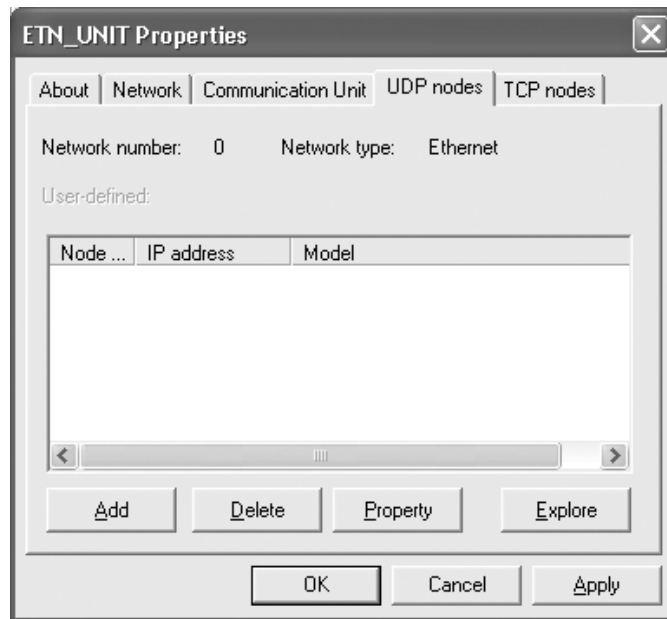 ETN_UNIT Properties
About Network Communication Unit UDP nodes TCP nodes
Network number: 0 Network type: Ethernet
User-defined:
Node ... IP address Model
Add Delete Property Explore
OK Cancel Apply